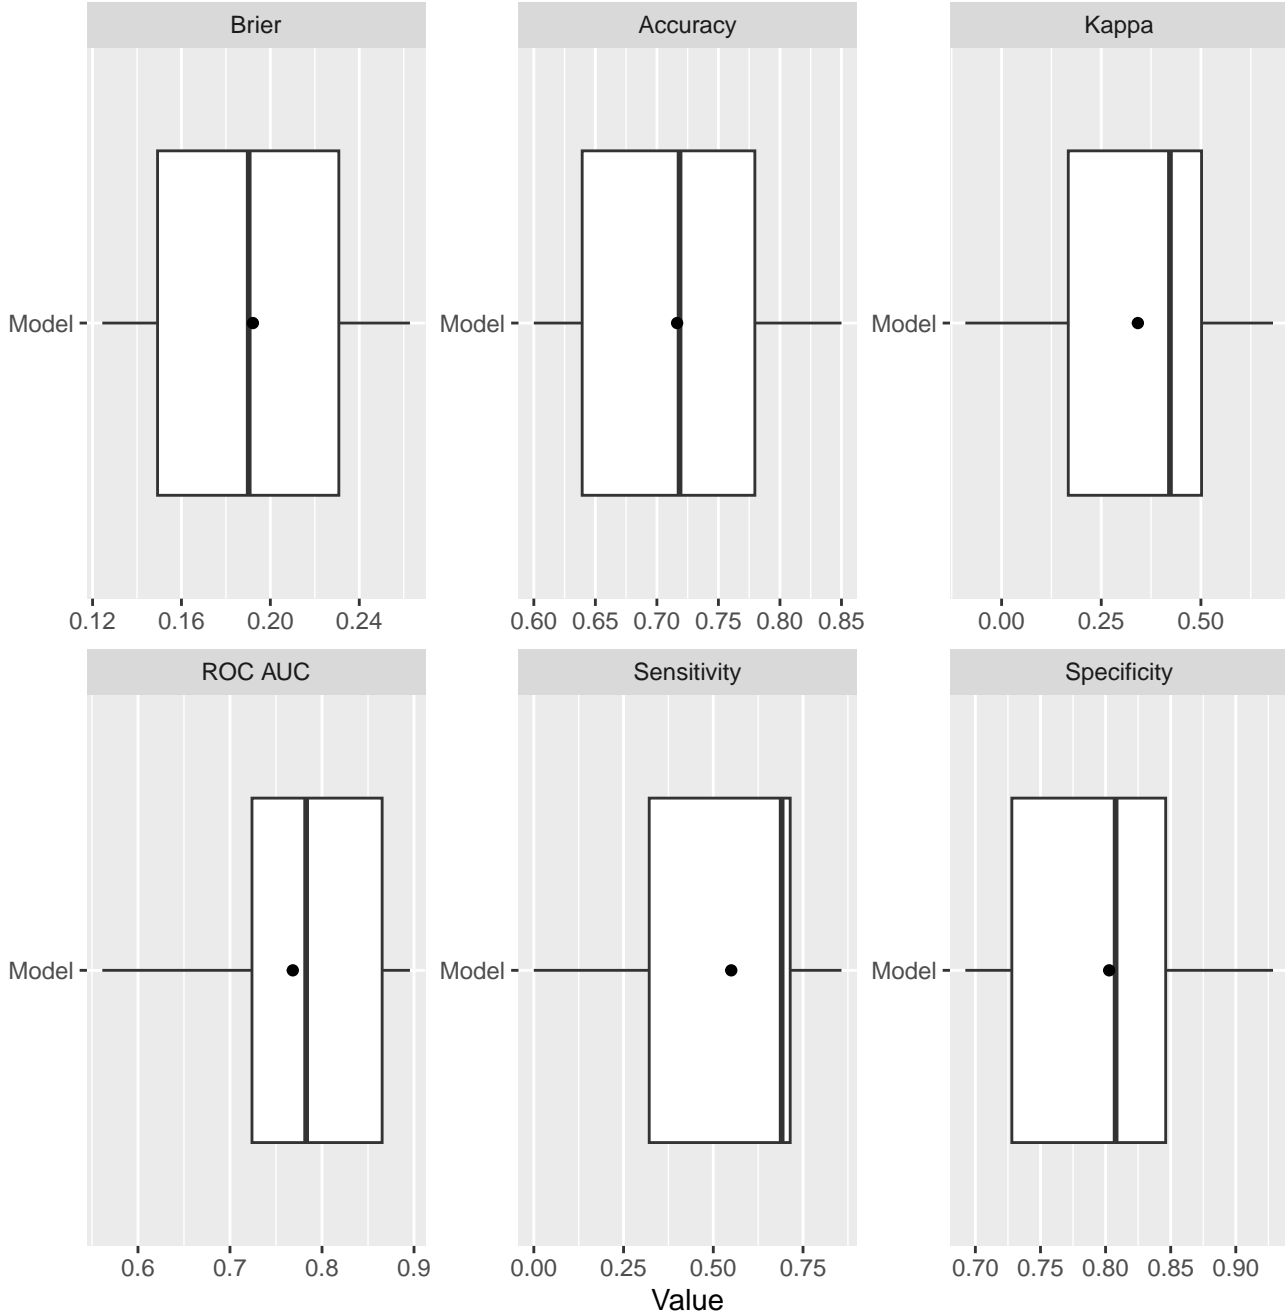 Brier Accuracy Kappa
Model Model Model
0.12 0.16 0.20 0.24 0.60 0.65 0.70 0.75 0.80 0.85 0.00 0.25 0.50
ROC AUC Sensitivity Specificity
Model Model Model
0.6 0.7 0.8 0.9 0.00 0.25 0.50 0.75 0.70 0.75 0.80 0.85 0.90
Value